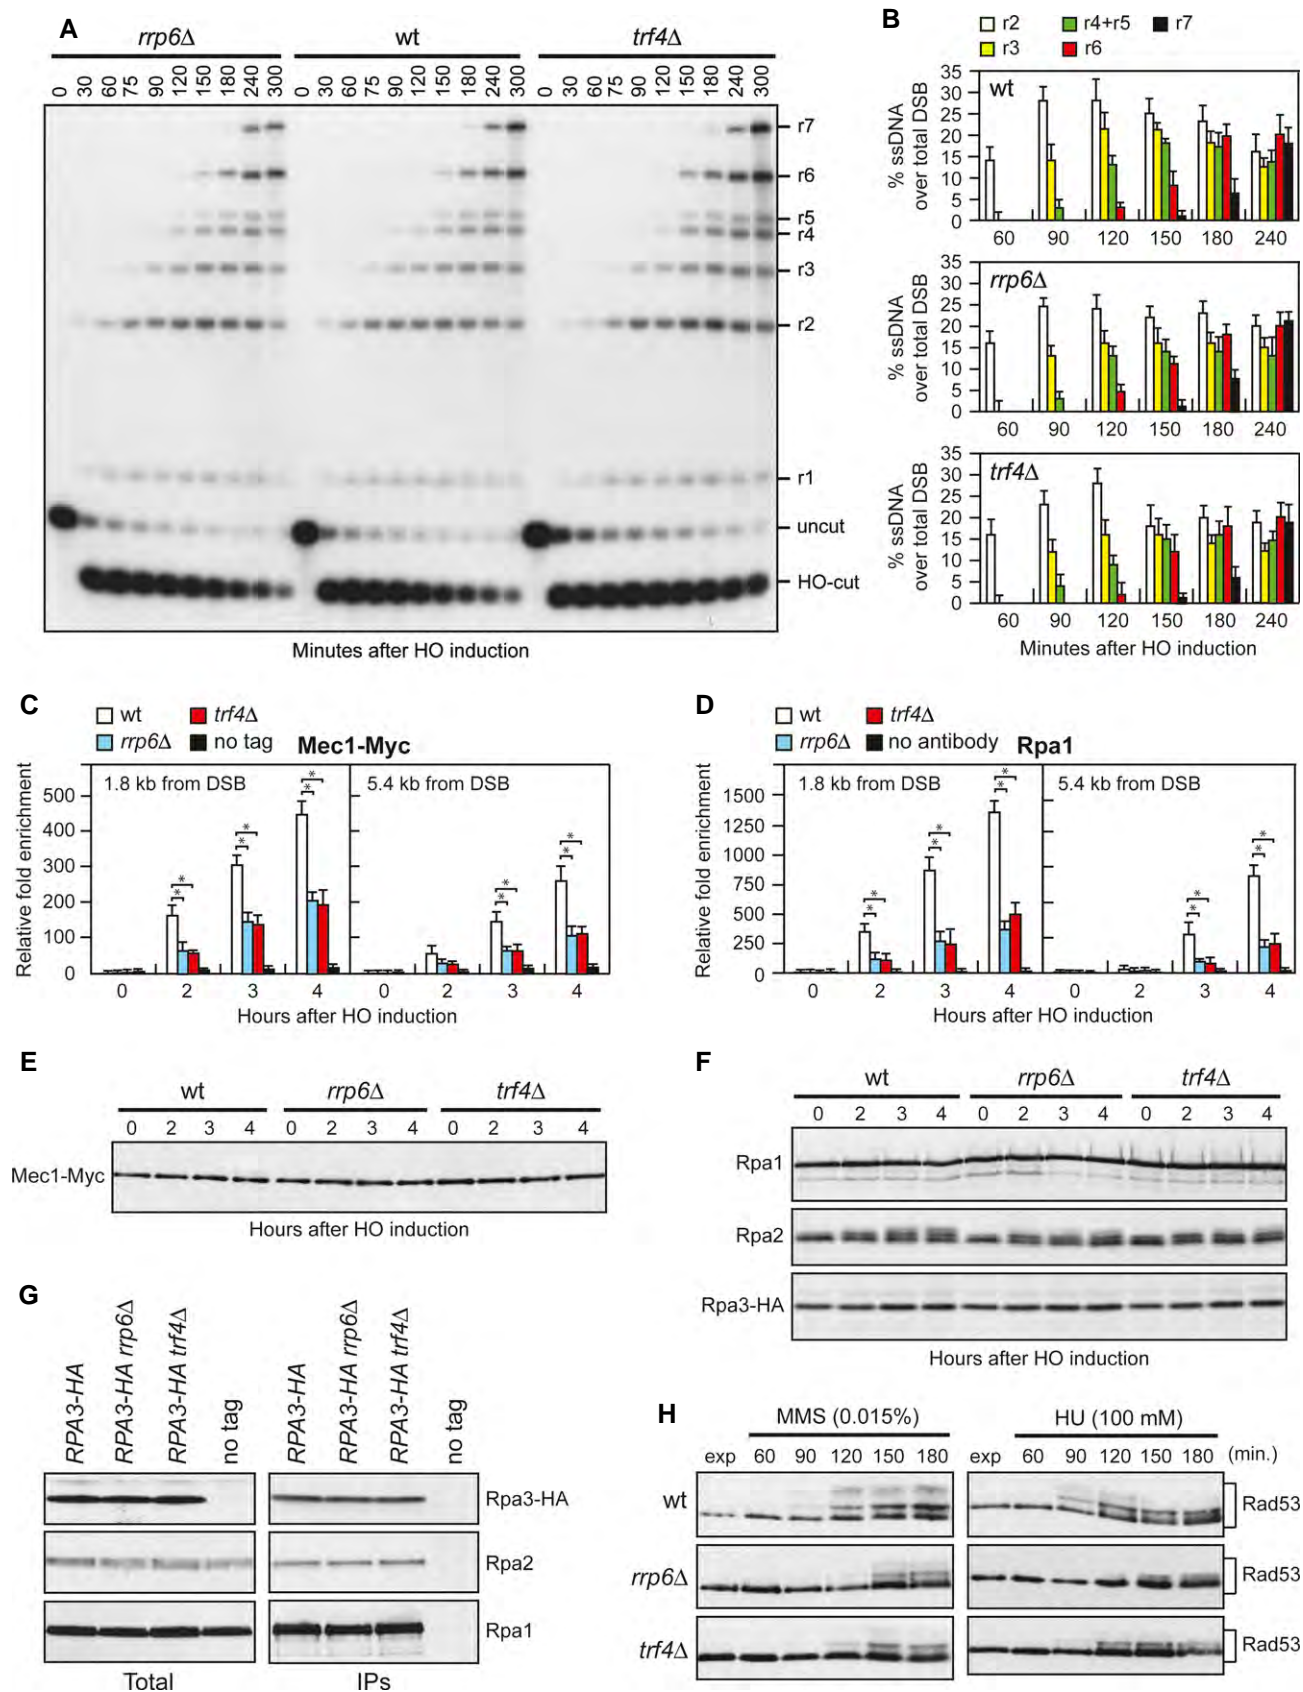 A
rrp6Δ wt trf4Δ
0 30 60 75 90 120 150 180 240 300 0 30 60 75 90 120 150 180 240 300 0 30 60 75 90 120 150 180 240 300
r7
r6
r5
r4
r3
r2
r1
uncut
HO-cut
Minutes after HO induction
B
r2 r4+r5 r7
r3 r6
wt
% ssDNA over total DSB
35
30
25
20
15
10
5
0
60 90 120 150 180 240
rrp6Δ
% ssDNA over total DSB
35
30
25
20
15
10
5
0
60 90 120 150 180 240
trf4Δ
% ssDNA over total DSB
35
30
25
20
15
10
5
0
60 90 120 150 180 240
Minutes after HO induction
C
wt trf4Δ
rrp6Δ no tag
Mec1-Myc
1.8 kb from DSB 5.4 kb from DSB
Relative fold enrichment
500
400
300
200
100
0
* * * * * * * * * *
0 2 3 4 0 2 3 4
Hours after HO induction
D
wt trf4Δ
rrp6Δ no antibody
Rpa1
1.8 kb from DSB 5.4 kb from DSB
Relative fold enrichment
1500
1250
1000
750
500
250
0
* * * * * * * * * *
0 2 3 4 0 2 3 4
Hours after HO induction
E
wt rrp6Δ trf4Δ
0 2 3 4 0 2 3 4 0 2 3 4
Mec1-Myc
Hours after HO induction
F
wt rrp6Δ trf4Δ
0 2 3 4 0 2 3 4 0 2 3 4
Rpa1
Rpa2
Rpa3-HA
Hours after HO induction
G
RPA3-HA
RPA3-HA rrp6Δ
RPA3-HA trf4Δ
no tag
RPA3-HA
RPA3-HA rrp6Δ
RPA3-HA trf4Δ
no tag
Rpa3-HA
Rpa2
Rpa1
Total IPs
H
MMS (0.015%) HU (100 mM)
exp 60 90 120 150 180 exp 60 90 120 150 180 (min.)
wt Rad53
rrp6Δ Rad53
trf4Δ Rad53